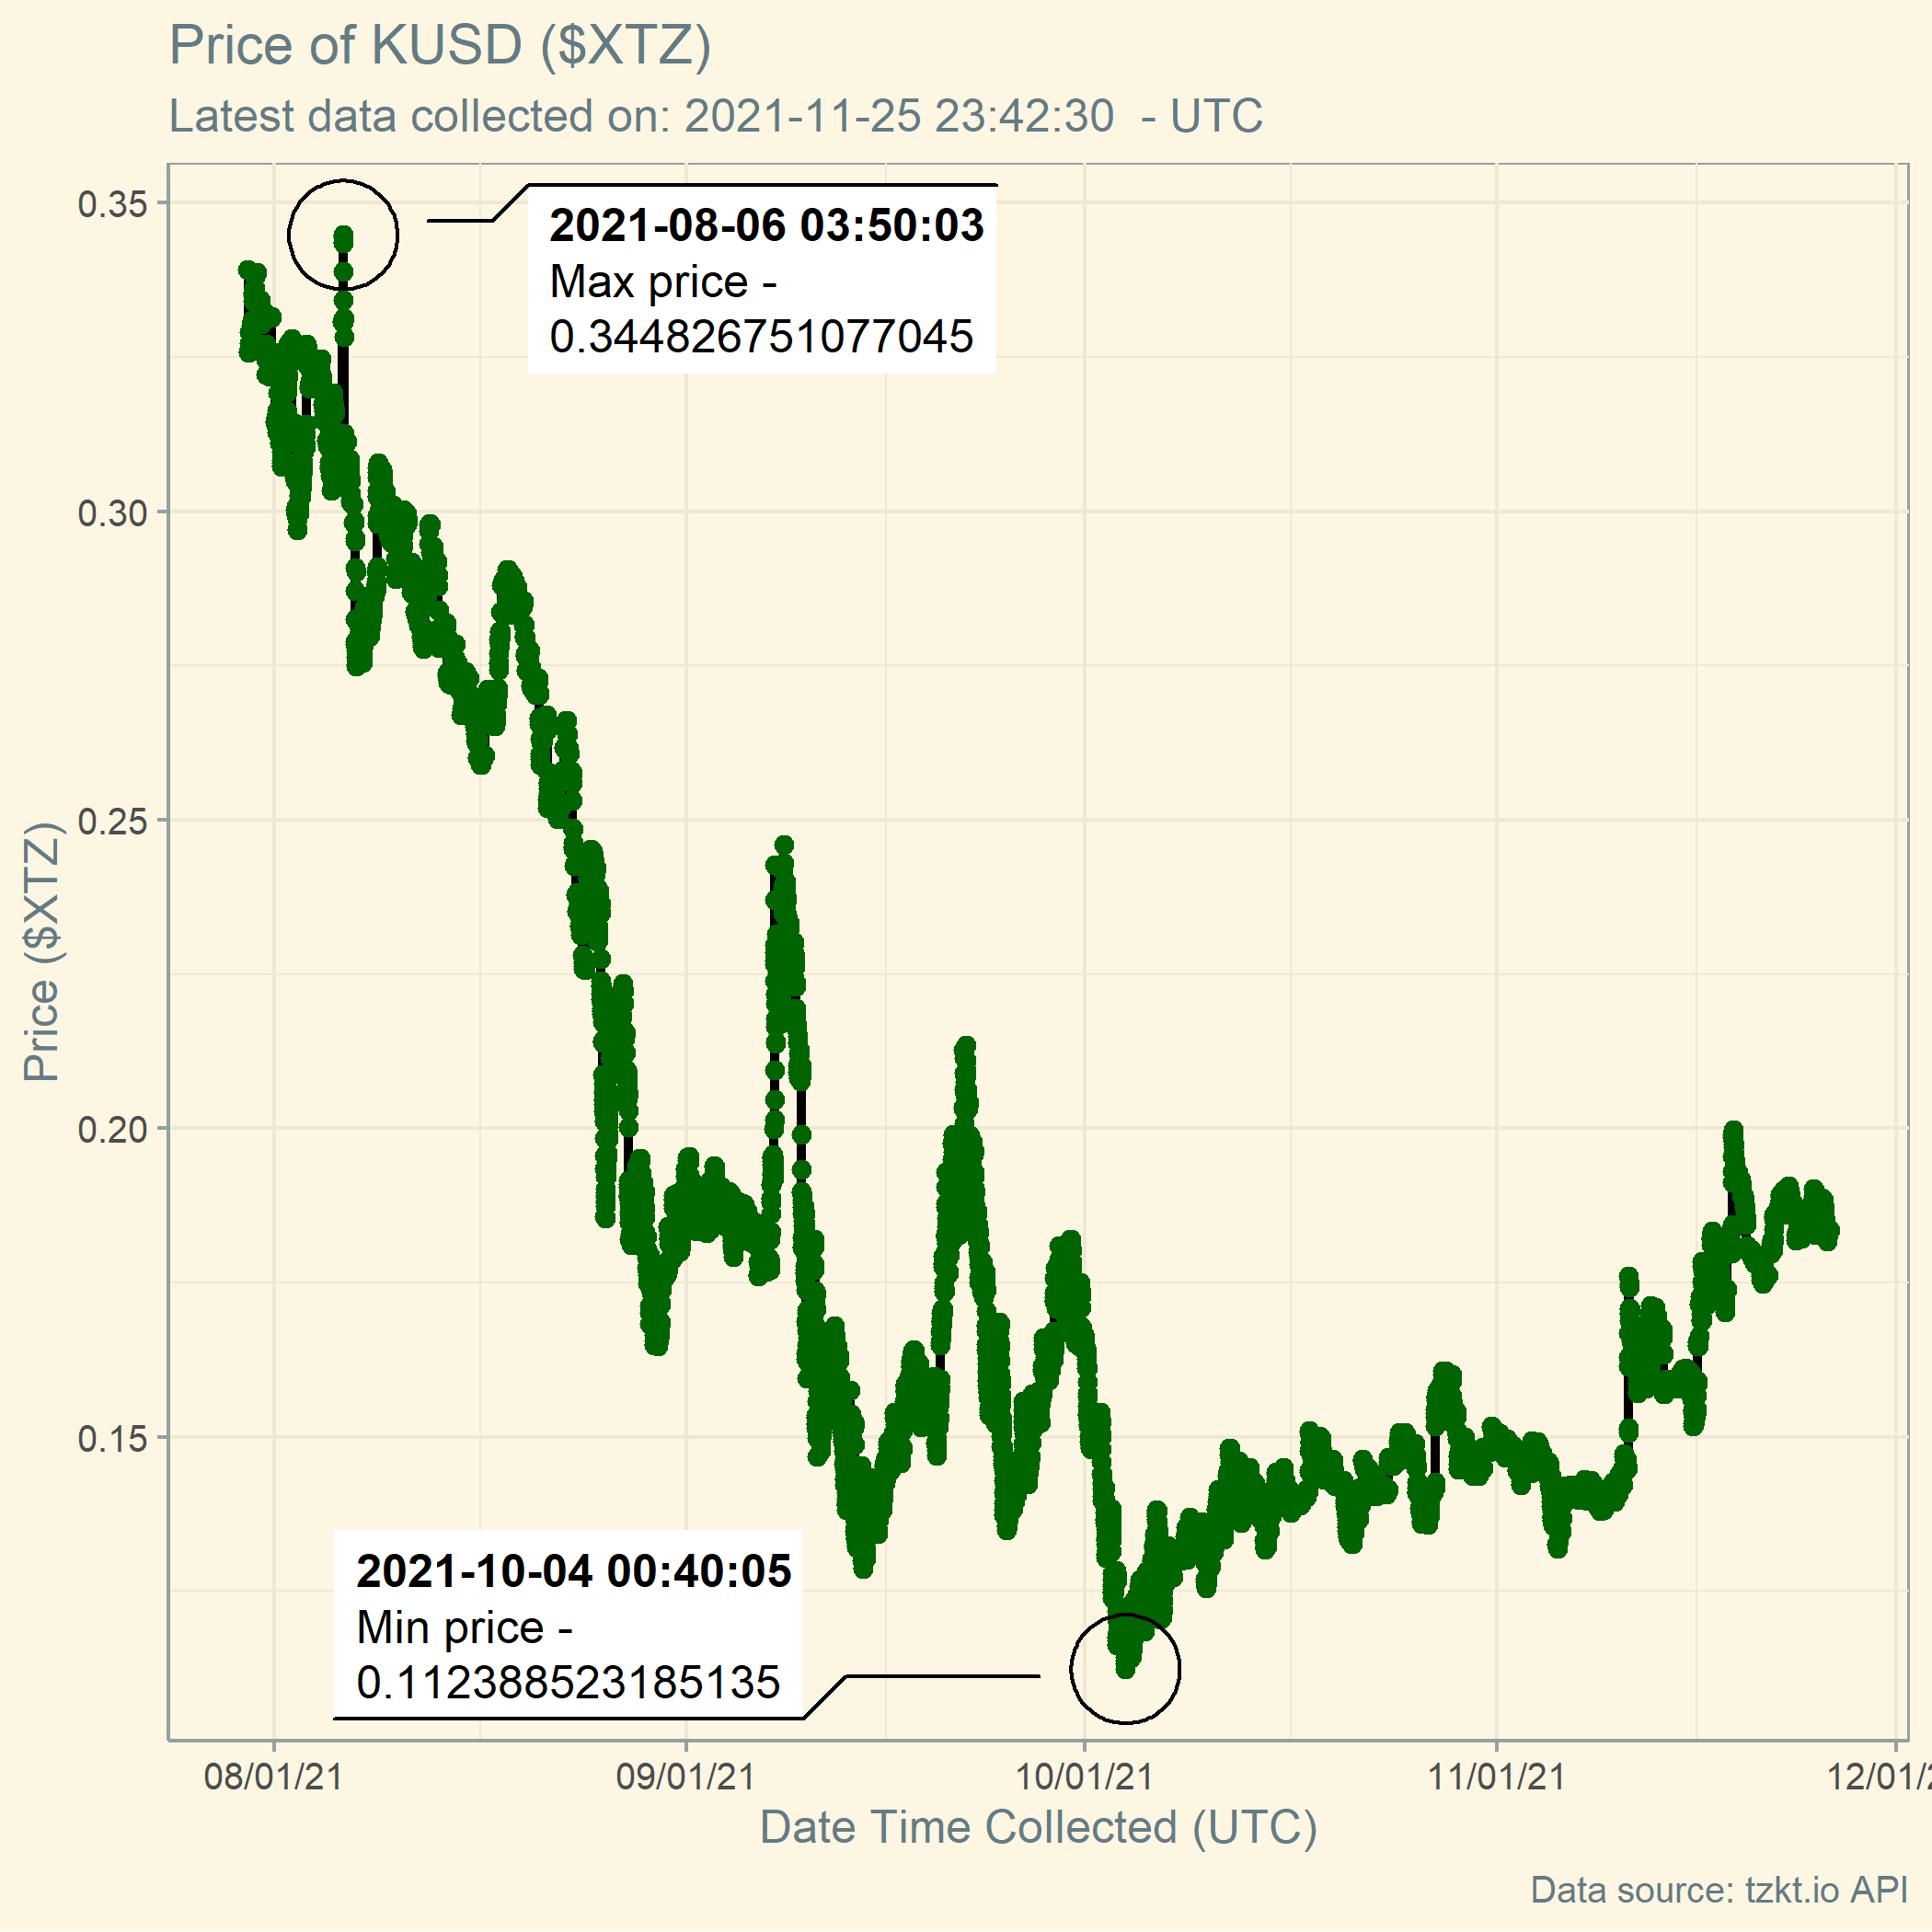 Price of KUSD ($XTZ)
Latest data collected on: 2021-11-25 23:42:30  - UTC
0.35
0.30
0.25
0.20
0.15
Price ($XTZ)
2021-08-06 03:50:03
Max price -
0.344826751077045
2021-10-04 00:40:05
Min price -
0.112388523185135
08/01/21 09/01/21 10/01/21 11/01/21 12/01/2
Date Time Collected (UTC)
Data source: tzkt.io API